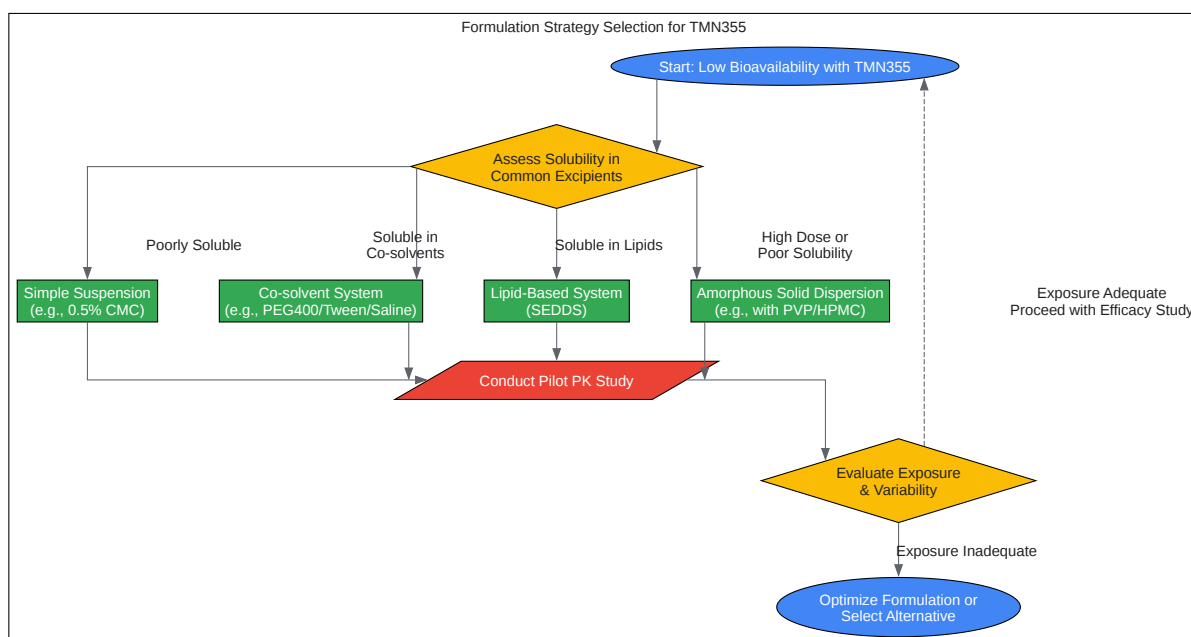 Formulation Strategy Selection for TMN355
Start: Low Bioavailability with TMN355
Assess Solubility in
Common Excipients
Poorly Soluble
Soluble in
Co-solvents
Soluble in Lipids
High Dose or
Poor Solubility
Simple Suspension
(e.g., 0.5% CMC)
Co-solvent System
(e.g., PEG400/Tween/Saline)
Lipid-Based System
(SEDDS)
Amorphous Solid Dispersion
(e.g., with PVP/HPMC)
Exposure Adequate
Proceed with Efficacy Study
Conduct Pilot PK Study
Evaluate Exposure
& Variability
Exposure Inadequate
Optimize Formulation or
Select Alternative